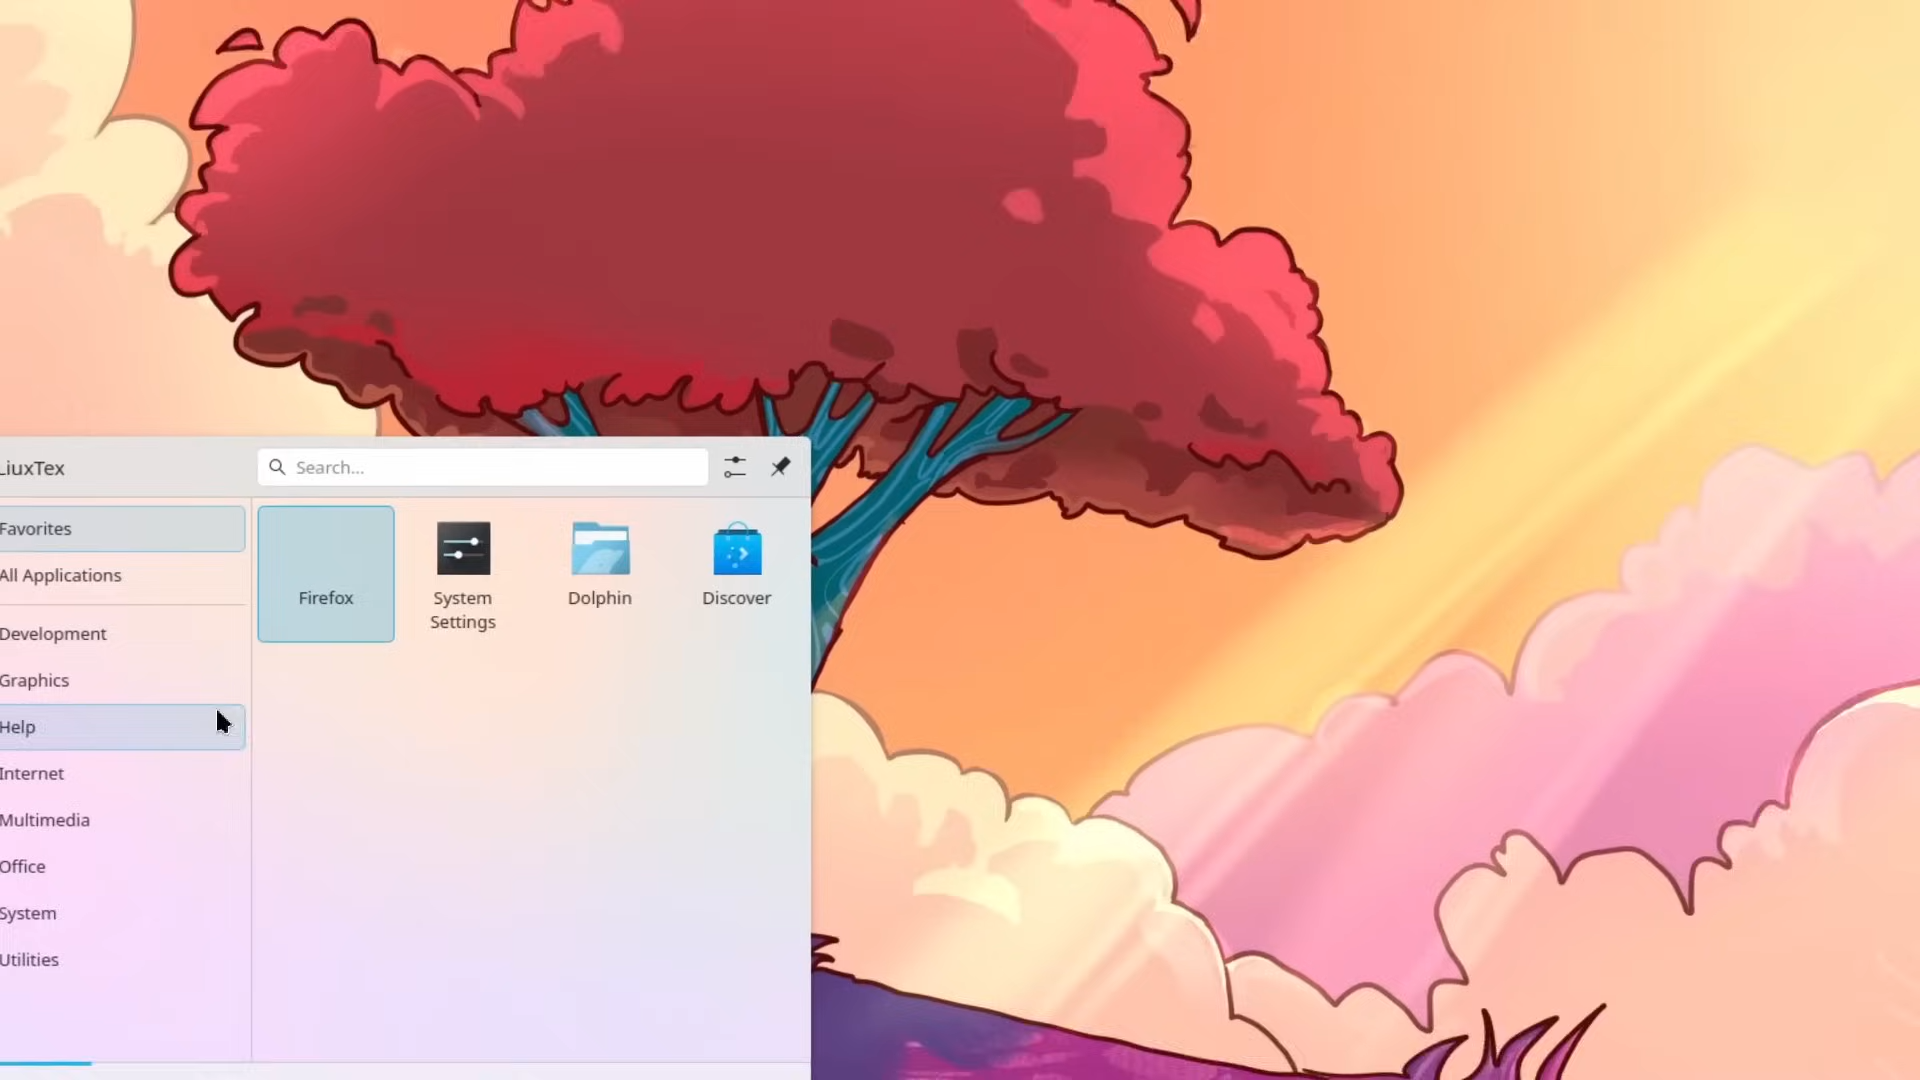 LiuxTex
Search...
Favorites
All Applications
Development
Graphics
Help
Internet
Multimedia
Office
System
Utilities
Firefox
System
Settings
Dolphin
Discover